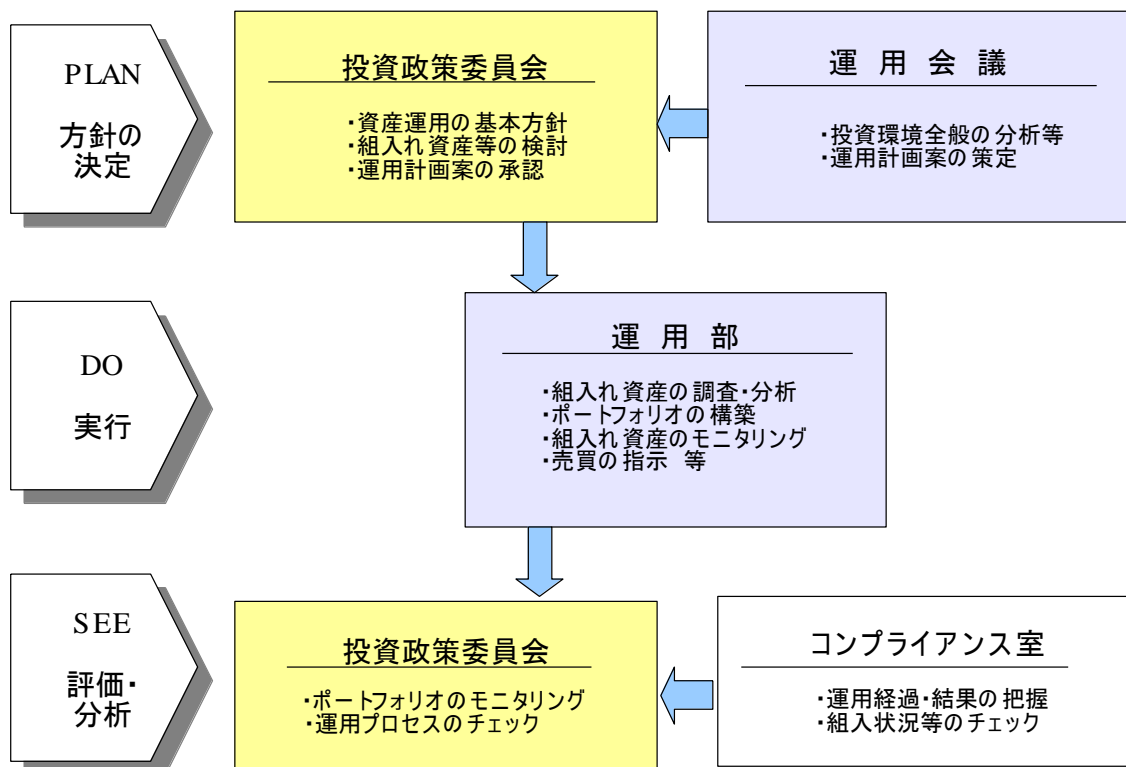 PLAN
方針の
決定
投資政策委員会
・資産運用の基本方針
・組入れ資産等の検討
・運用計画案の承認
運 用 会 議
・投資環境全般の分析等
・運用計画案の策定
DO
実行
運 用 部
・組入れ資産の調査・分析
・ポートフォリオの構築
・組入れ資産のモニタリング
・売買の指示 等
SEE
評価・
分析
投資政策委員会
・ポートフォリオのモニタリング
・運用プロセスのチェック
コンプライアンス室
・運用経過・結果の把握
・組入状況等のチェック